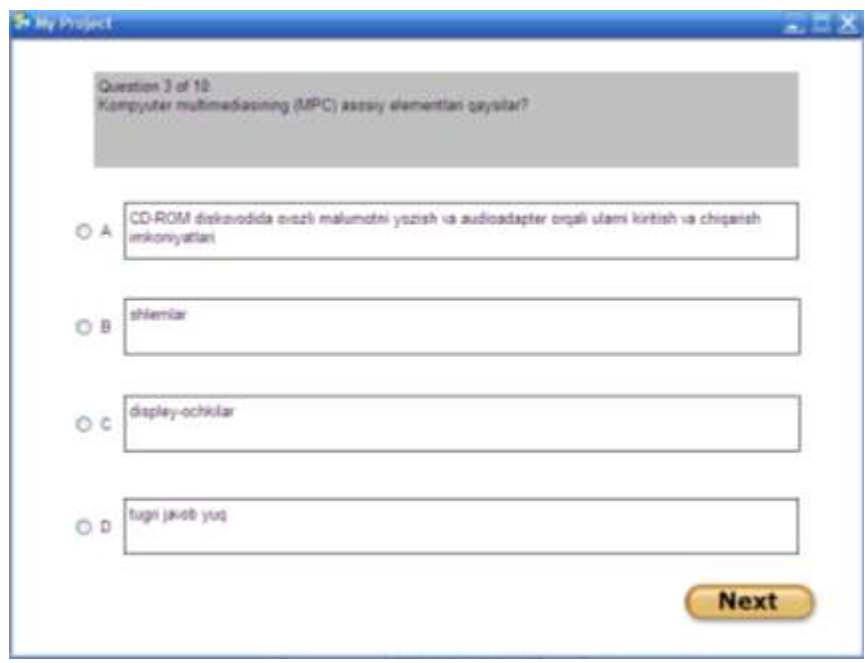 My Project
Question 3 of 10
Kompyuter multimediasining (MPC) asosiy elementlari qaysilar?
A
CD-ROM diskovodida ovozli malumotni yozish va audioadapter orqali ularni kiritish va chiqarish
imkoniyatlari
B
shlemlar
C
displey-ochkilar
D
tugri javob yuq
Next